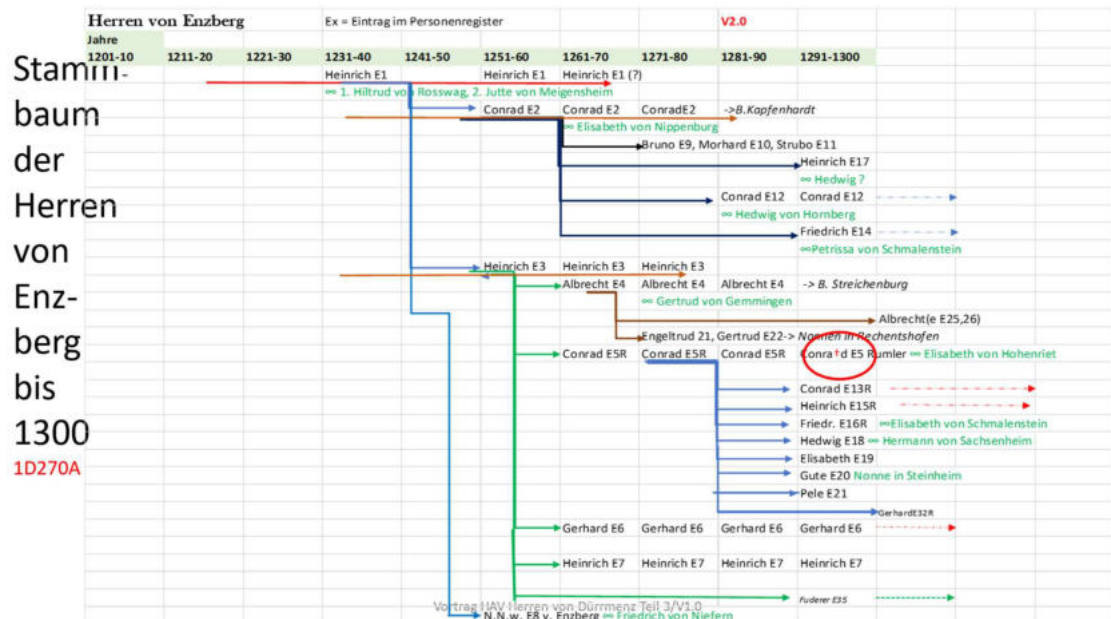 Herren von Enzberg Ex = Eintrag im Personenregister V2.0
Jahre
1201-10 1211-20 1221-30 1231-40 1241-50 1251-60 1261-70 1271-80 1281-90 1291-1300
Stamm-
baum
der
Herren
von
Enz-
berg
bis
1300
1D270A
Heinrich E1 Heinrich E1 Heinrich E1 (?)
∞ 1. Hiltrud von Rosswag, 2. Jutte von Meigensheim
Conrad E2 Conrad E2 ConradE2 ->B.Kapfenhardt
∞ Elisabeth von Nippenburg
Bruno E9, Morhard E10, Strubo E11
Heinrich E17
∞ Hedwig ?
Conrad E12 Conrad E12
∞ Hedwig von Hornberg
Friedrich E14
∞Petrissa von Schmalenstein
Heinrich E3 Heinrich E3 Heinrich E3
Albrecht E4 Albrecht E4 Albrecht E4 -> B. Streichenburg
∞ Gertrud von Gemmingen
Albrecht(e E25,26)
Engeltrud 21, Gertrud E22-> Nonnen in Rechentshofen
Conrad E5R Conrad E5R Conrad E5R Conra†d E5 Rumler ∞ Elisabeth von Hohenriet
Conrad E13R
Heinrich E15R
Friedr. E16R ∞Elisabeth von Schmalenstein
Hedwig E18 ∞ Hermann von Sachsenheim
Elisabeth E19
Gute E20 Nonne in Steinheim
Pele E21
GerhardE32R
Gerhard E6 Gerhard E6 Gerhard E6 Gerhard E6
Heinrich E7 Heinrich E7 Heinrich E7 Heinrich E7
Fuderer E35
Vortrag HAV Herren von Dürrmenz Teil 3/V1.0
N.N.w. E8 v. Enzberg ∞ Friedrich von Niefern